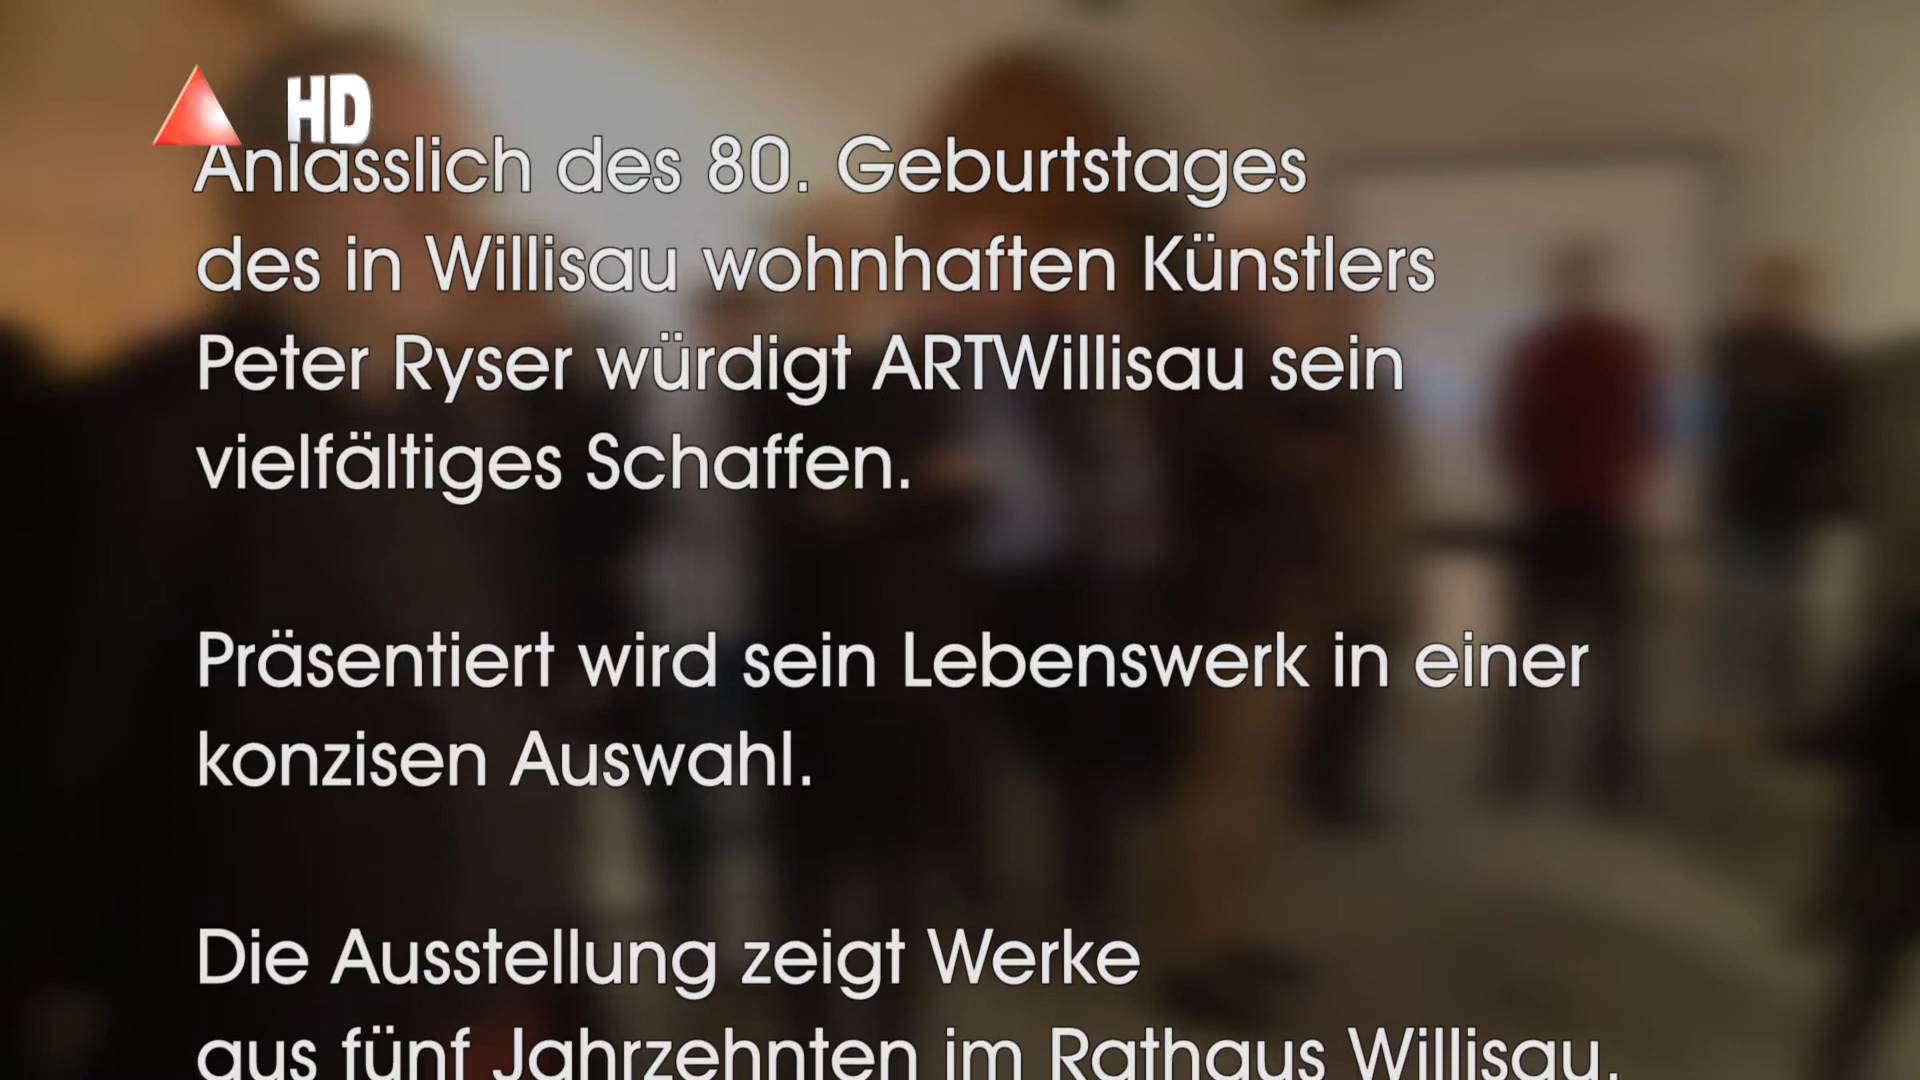 HD
Anlässlich des 80. Geburtstages
des in Willisau wohnhaften Künstlers
Peter Ryser würdigt ARTWillisau sein
vielfältiges Schaffen.
Präsentiert wird sein Lebenswerk in einer
konzisen Auswahl.
Die Ausstellung zeigt Werke
aus fünf Jahrzehnten im Rathaus Willisau.